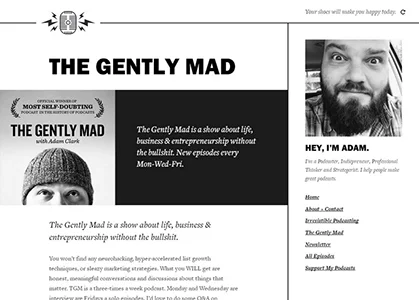 Your shoes will make you happy today.
THE GENTLY MAD
OFFICIAL WINNER OF
MOST SELF-DOUBTING
PODCAST IN THE HISTORY OF PODCASTS
THE GENTLY MAD
with Adam Clark
The Gently Mad is a show about life,
business & entrepreneurship without
the bullshit. New episodes every
Mon-Wed-Fri.
The Gently Mad is a show about life, business &
entrepreneurship without the bullshit.
You won't find any neurohacking, hyper-accelerated list growth
techniques, or sleazy marketing strategies. What you WILL get are
honest, meaningful conversations and discussions about things that
matter. TGM is a three-times a week podcast. Monday and Wednesday are
interview are Fridays a solo episodes. I'd love to do some Q&A on
HEY, I'M ADAM.
I'm a Podcaster, Indiepreneur, Professional
Thinker and Strategerist. I help people make
great podcasts.
Home
About + Contact
Irresistible Podcasting
The Gently Mad
Newsletter
All Episodes
Support My Podcasts